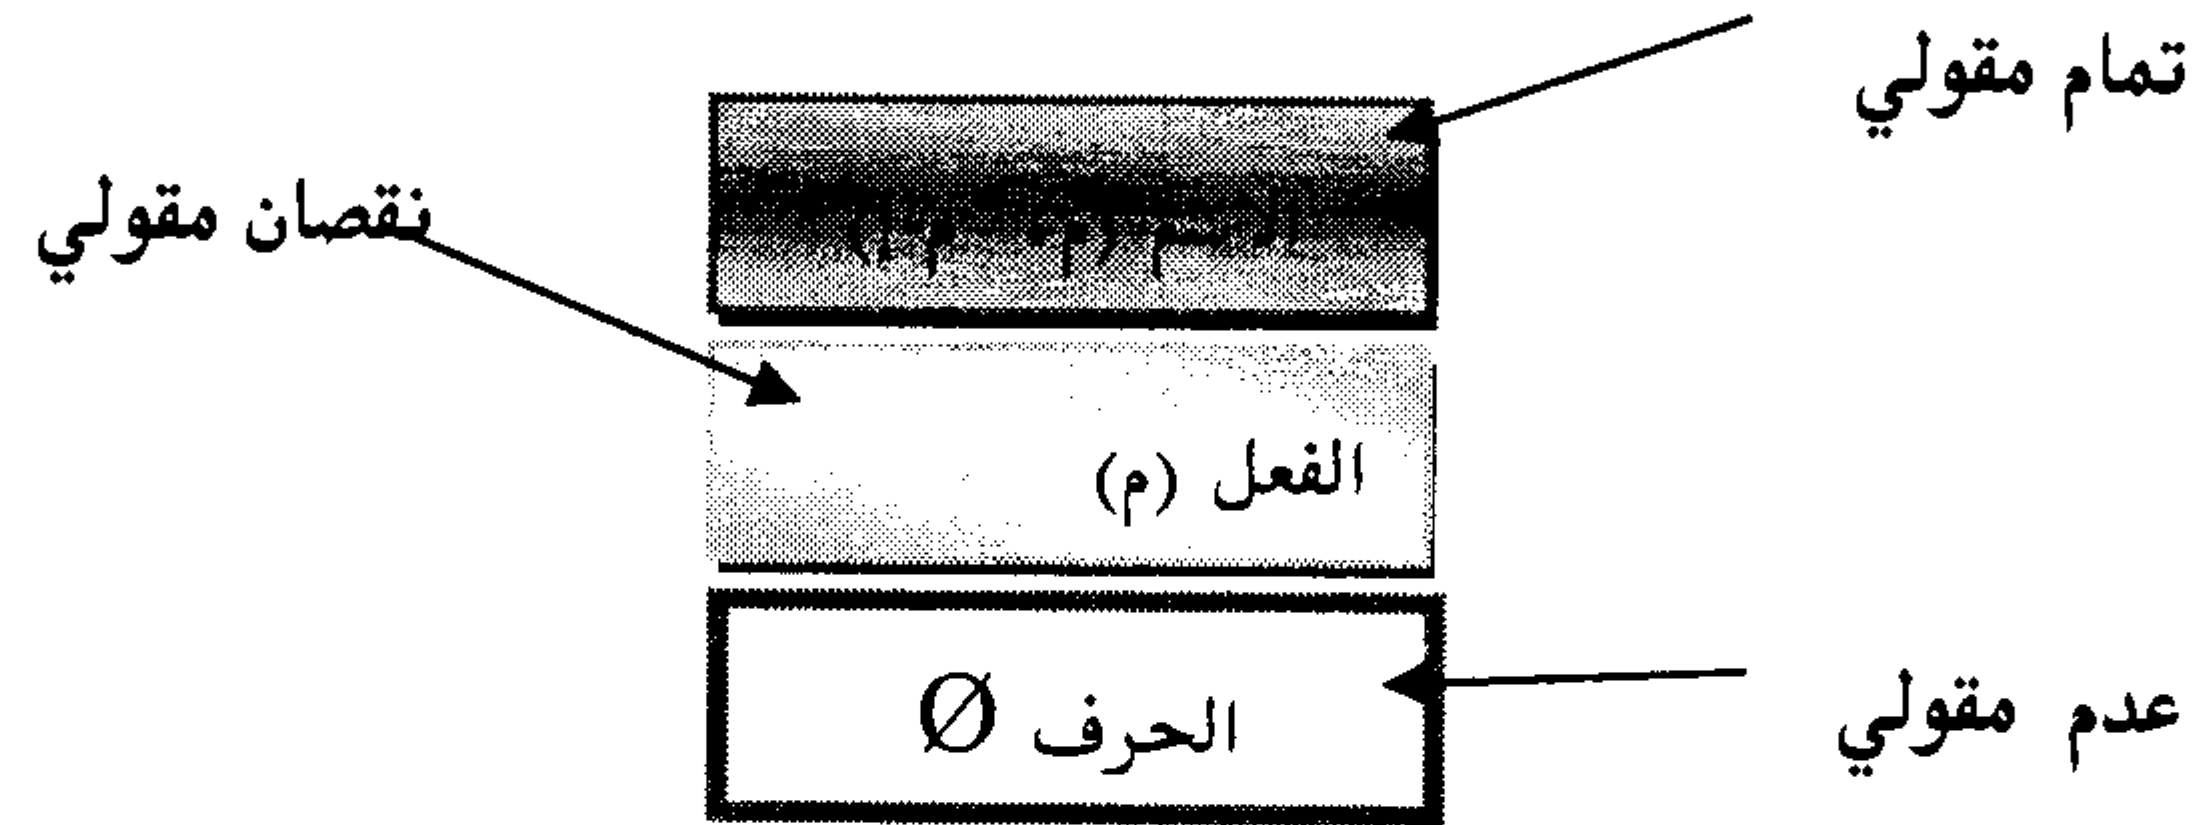 تمام مقولي
نقصان مقولي
الفعل (م)
الحرف Ø
عدم مقولي